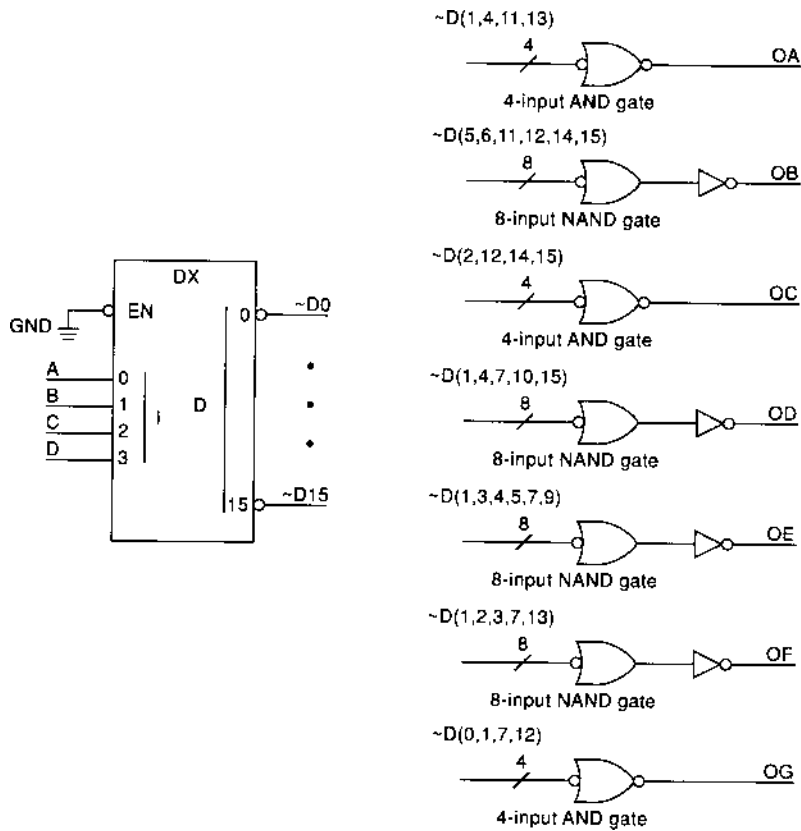 DX
EN
GND
0
~D0
A
0
B
1
D
C
2
D
3
15
~D15
~D(1,4,11,13)
4
OA
4-input AND gate
~D(5,6,11,12,14,15)
8
OB
8-input NAND gate
~D(2,12,14,15)
4
OC
4-input AND gate
~D(1,4,7,10,15)
8
OD
8-input NAND gate
~D(1,3,4,5,7,9)
8
OE
8-input NAND gate
~D(1,2,3,7,13)
8
OF
8-input NAND gate
~D(0,1,7,12)
4
OG
4-input AND gate